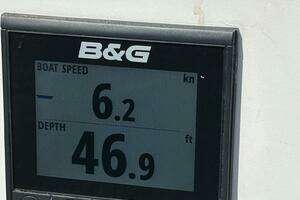 B&G
BOAT SPEED
kn
6.2
DEPTH
ft
46.9